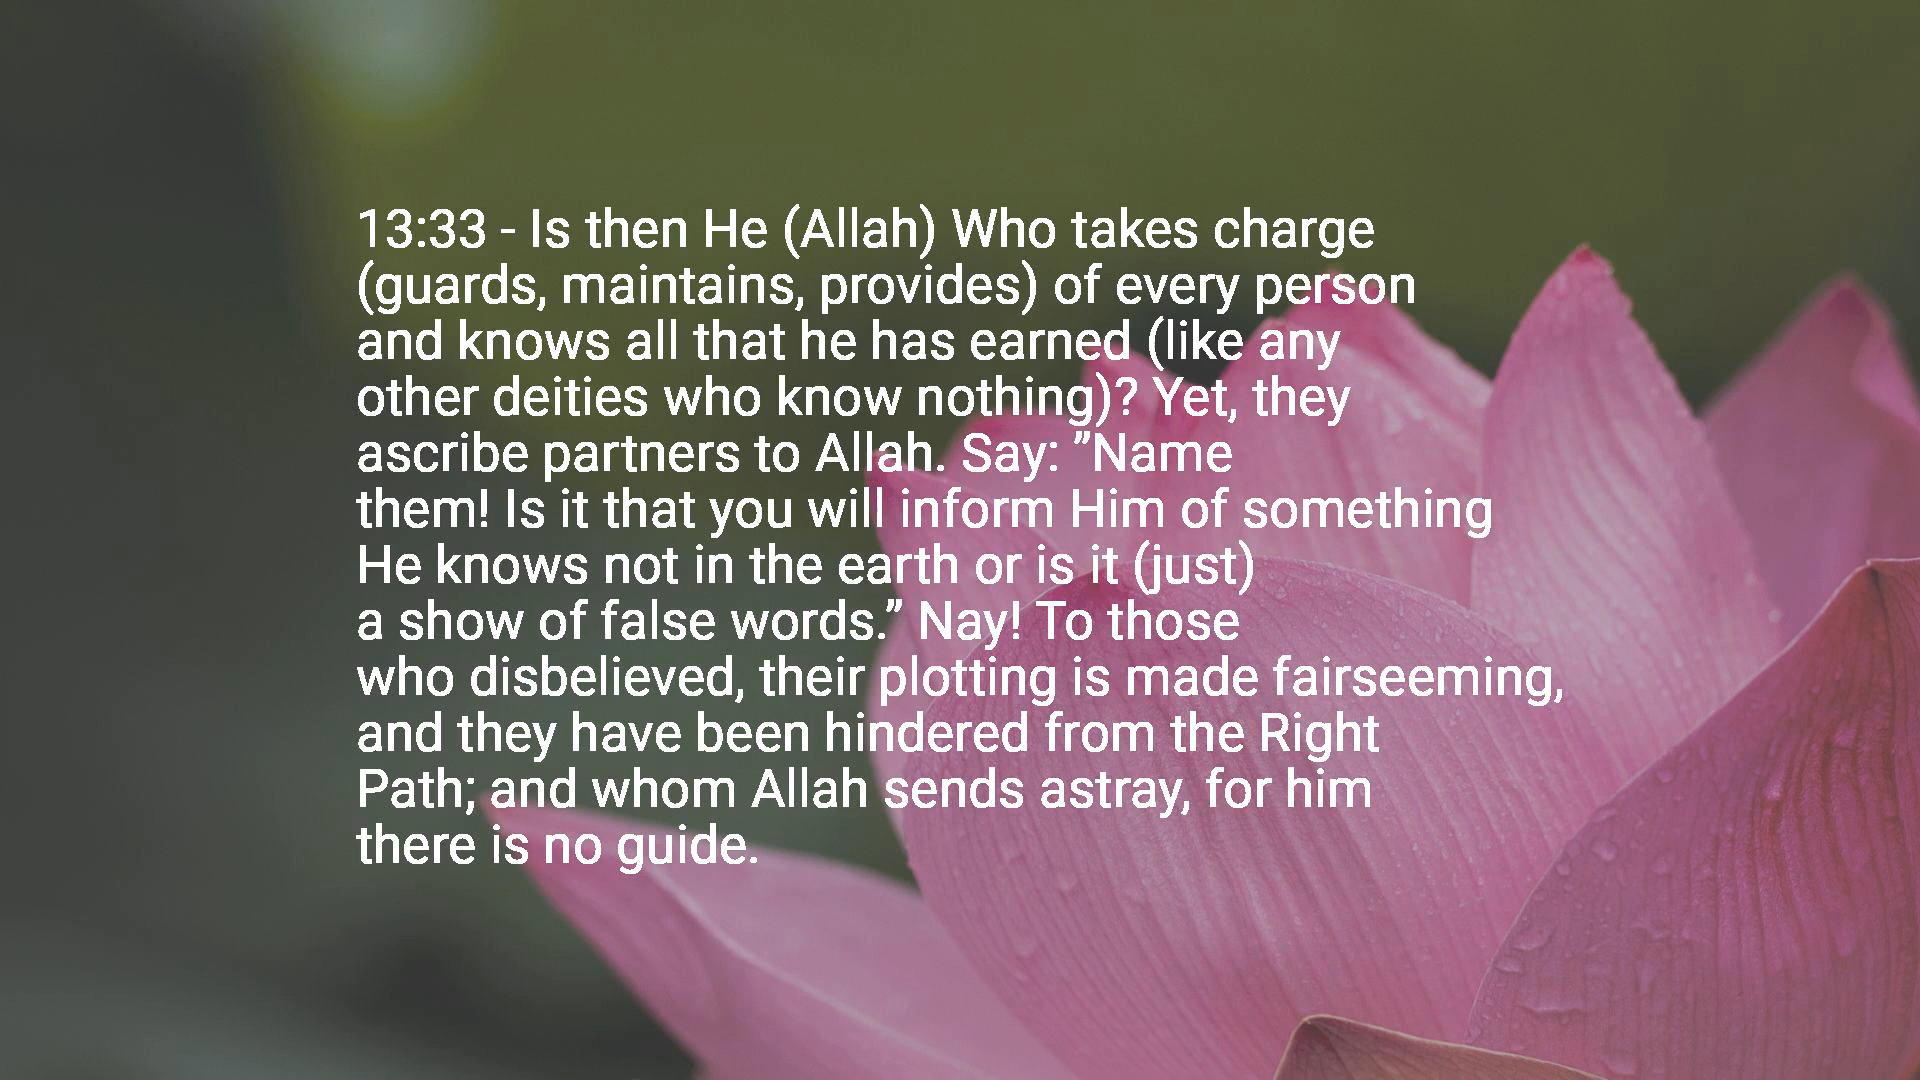 13:33 - Is then He (Allah) Who takes charge
(guards, maintains, provides) of every person
and knows all that he has earned (like any
other deities who know nothing)? Yet, they
ascribe partners to Allah. Say: ”Name
them! Is it that you will inform Him of something
He knows not in the earth or is it (just)
a show of false words.” Nay! To those
who disbelieved, their plotting is made fairseeming,
and they have been hindered from the Right
Path; and whom Allah sends astray, for him
there is no guide.